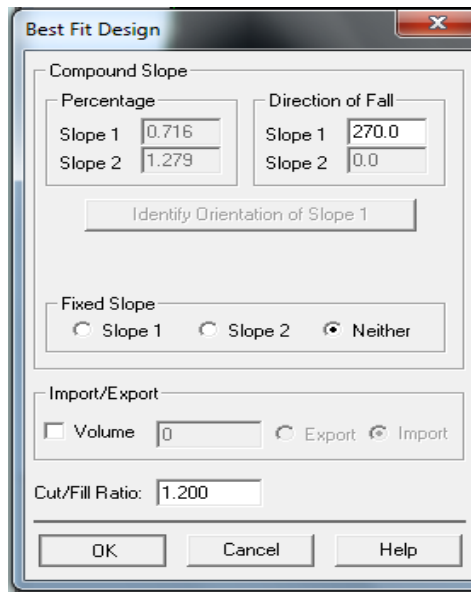 Best Fit Design
Compound Slope
Percentage
Slope 1 0.716
Slope 2 1.279
Direction of Fall
Slope 1 270.0
Slope 2 0.0
Identify Orientation of Slope 1
Fixed Slope
Slope 1 Slope 2 Neither
Import/Export
Volume 0 Export Import
Cut/Fill Ratio: 1.200
OK Cancel Help